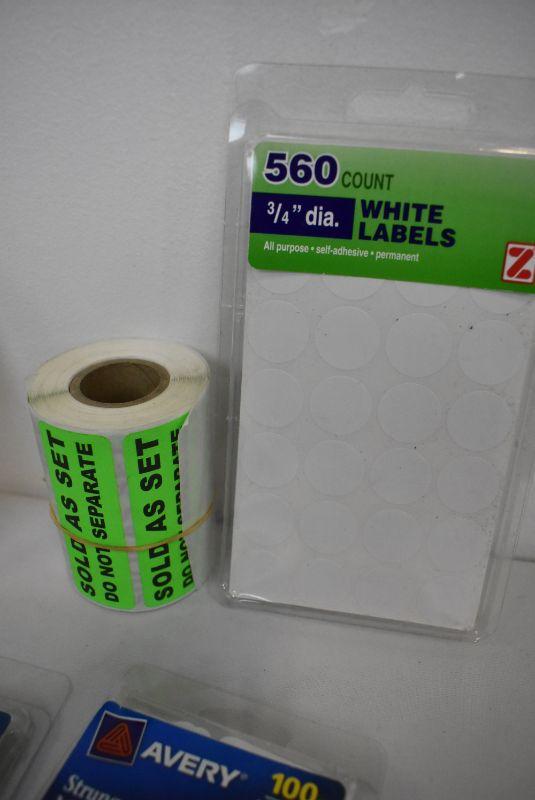 560 COUNT
3/4" dia.
WHITE
LABELS
All purpose • self-adhesive • permanent
Z
SOLD AS SET
DO NOT SEPARATE
SOLD AS SET
DO NOT SEPARATE
AVERY®
100
Strung